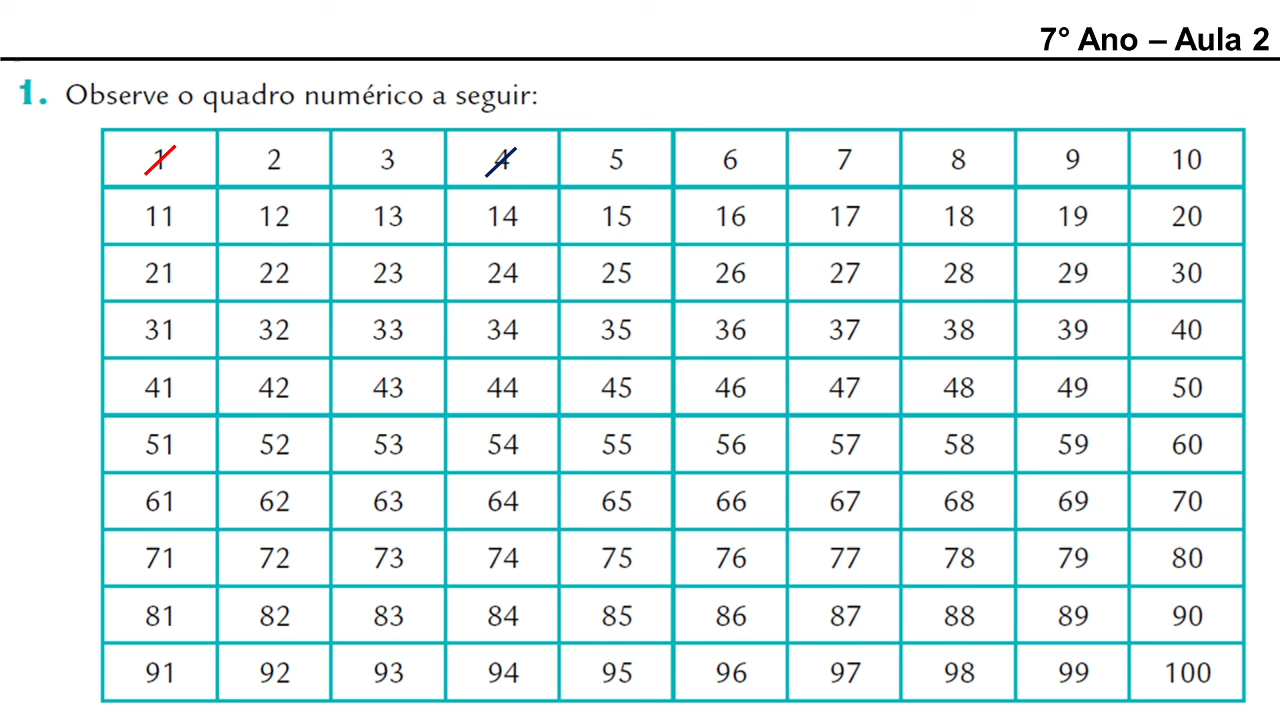 7° Ano – Aula 2
1. Observe o quadro numérico a seguir:
1 2 3 4 5 6 7 8 9 10
11 12 13 14 15 16 17 18 19 20
21 22 23 24 25 26 27 28 29 30
31 32 33 34 35 36 37 38 39 40
41 42 43 44 45 46 47 48 49 50
51 52 53 54 55 56 57 58 59 60
61 62 63 64 65 66 67 68 69 70
71 72 73 74 75 76 77 78 79 80
81 82 83 84 85 86 87 88 89 90
91 92 93 94 95 96 97 98 99 100